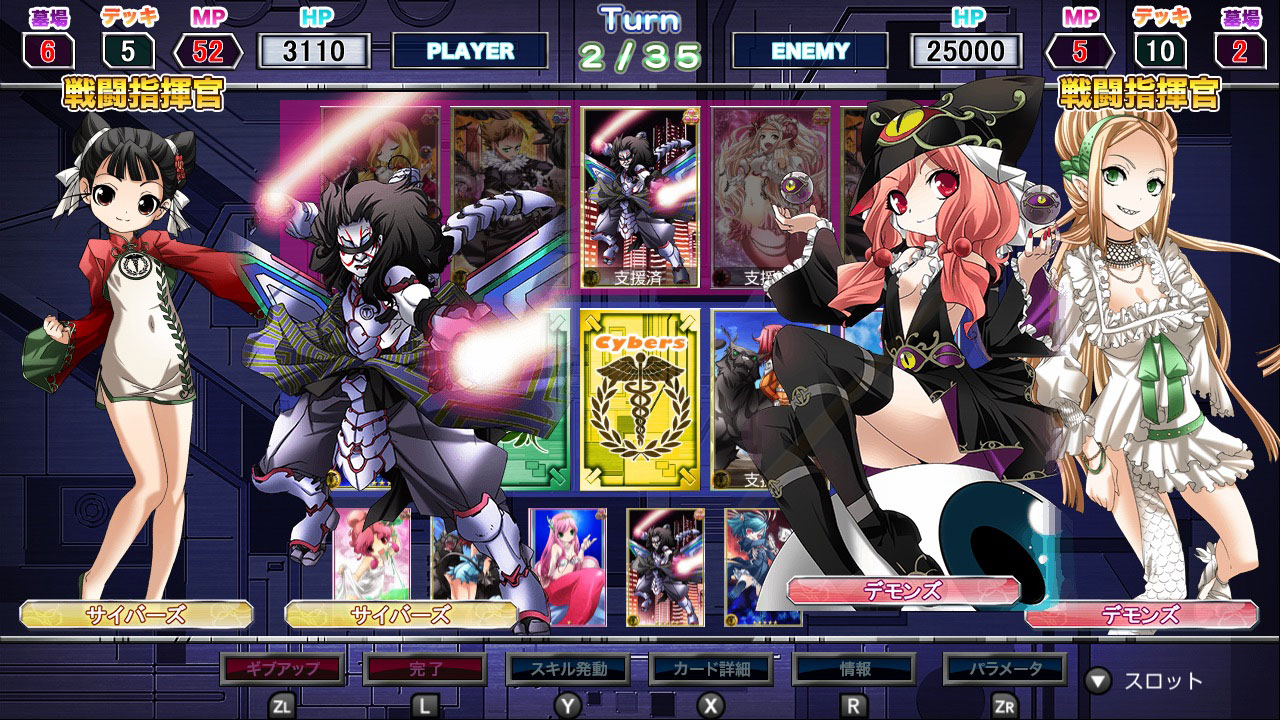 墓場 デッキ MP HP
6 5 52 3110 PLAYER
Turn
2/35
HP MP デッキ 墓場
ENEMY 25000 5 10 2
戦闘指揮官
戦闘指揮官
支援済
支援
Cybers
支
サイバーズ
サイバーズ
デモンズ
デモンズ
ギブアップ 完了 スキル発動 カード詳細 情報 パラメータ
ZL L Y X R ZR スロット